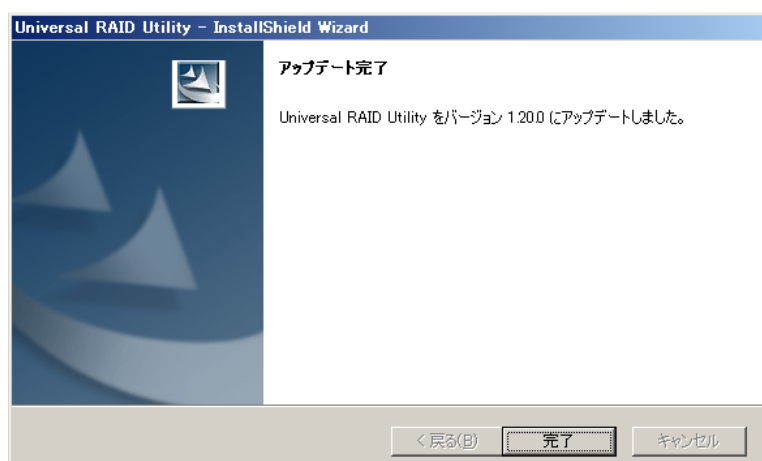 Universal RAID Utility - InstallShield Wizard
アップデート完了
Universal RAID Utility をバージョン 1.20.0 にアップデートしました。
< 戻る(B)
完了
キャンセル